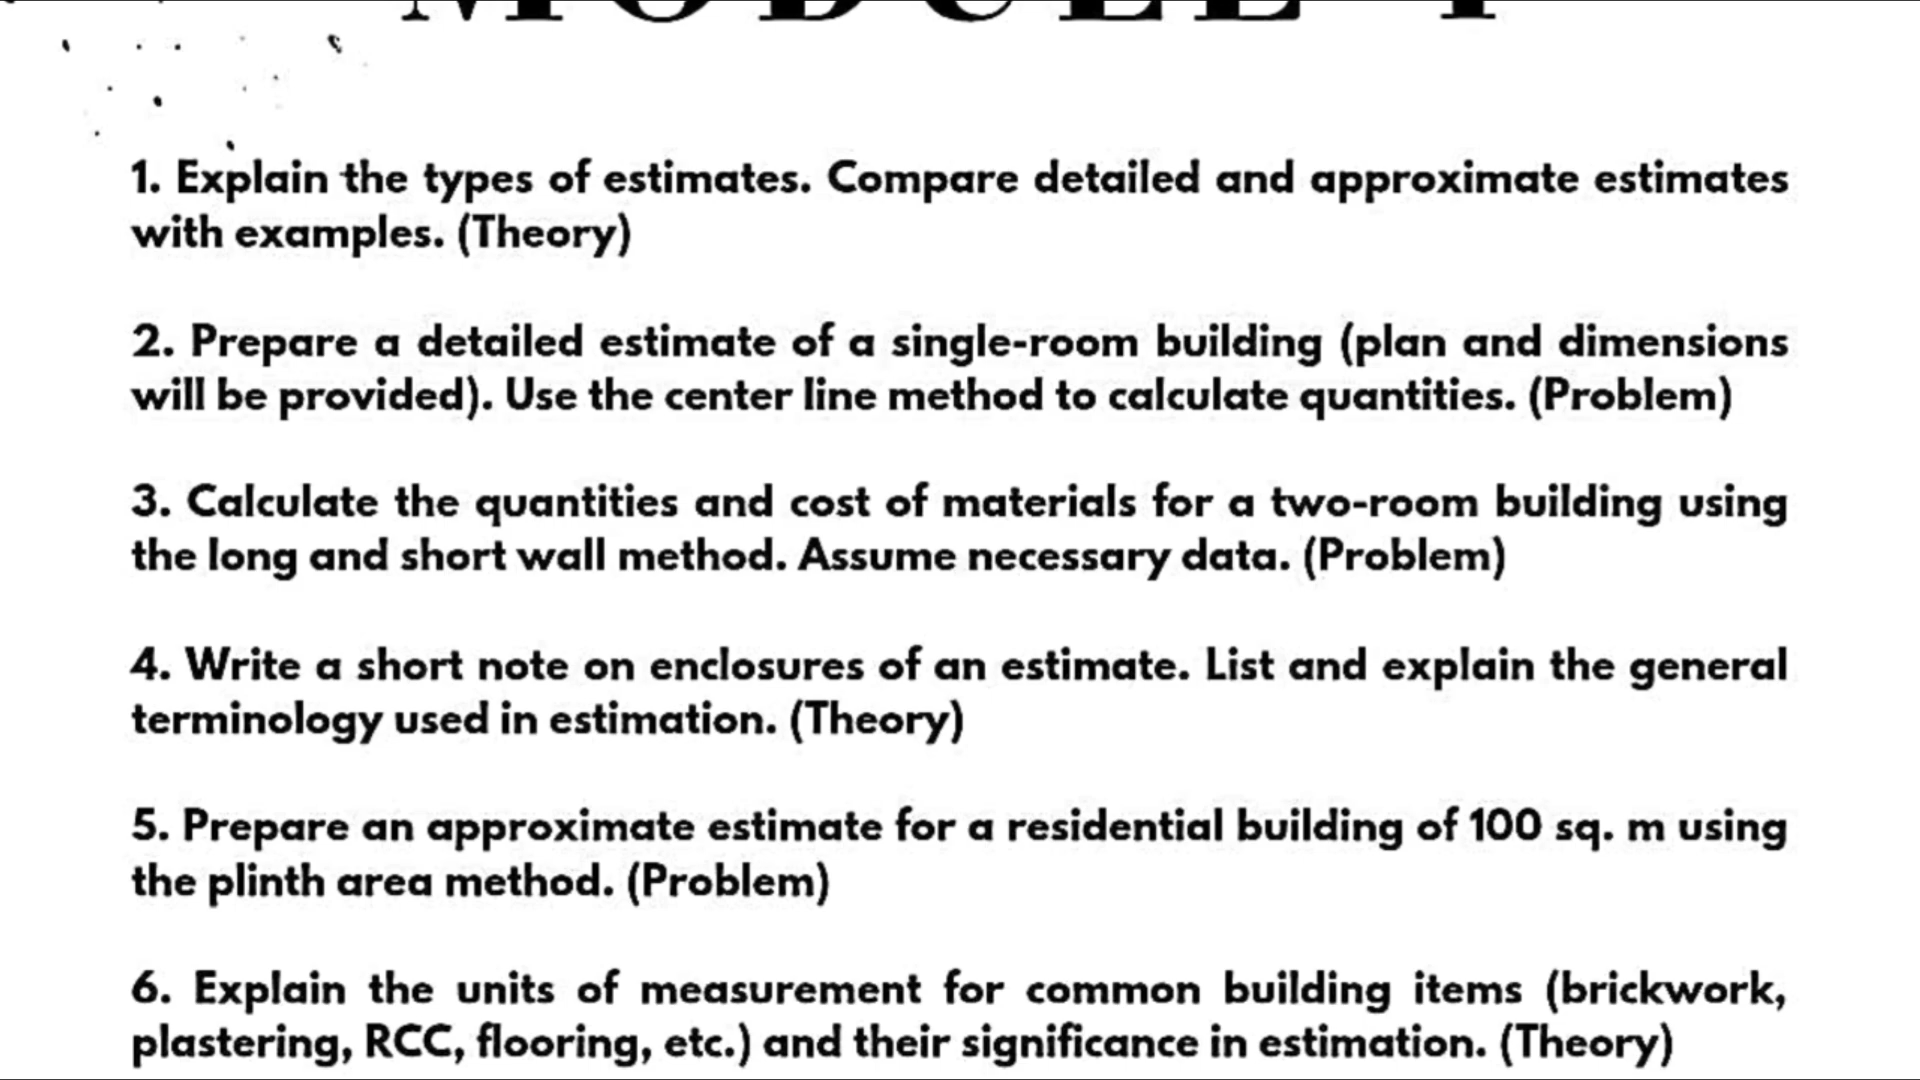 1. Explain the types of estimates. Compare detailed and approximate estimates
with examples. (Theory)
2. Prepare a detailed estimate of a single-room building (plan and dimensions
will be provided). Use the center line method to calculate quantities. (Problem)
3. Calculate the quantities and cost of materials for a two-room building using
the long and short wall method. Assume necessary data. (Problem)
4. Write a short note on enclosures of an estimate. List and explain the general
terminology used in estimation. (Theory)
5. Prepare an approximate estimate for a residential building of 100 sq. m using
the plinth area method. (Problem)
6. Explain the units of measurement for common building items (brickwork,
plastering, RCC, flooring, etc.) and their significance in estimation. (Theory)